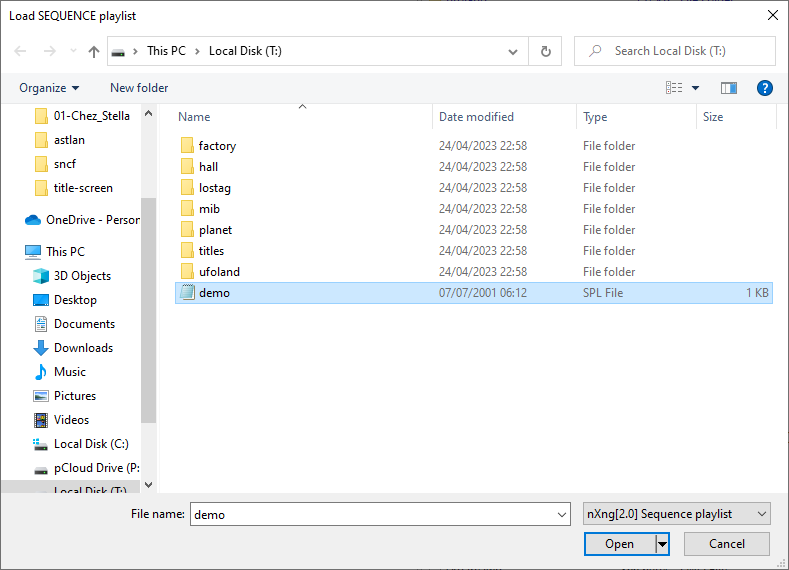 Load SEQUENCE playlist
This PC > Local Disk (T:)
Search Local Disk (T:)
Organize
New folder
?
01-Chez_Stella
astlan
sncf
title-screen
OneDrive - Person
This PC
3D Objects
Desktop
Documents
Downloads
Music
Pictures
Videos
Local Disk (C:)
pCloud Drive (P:
Local Disk (T:)
Name Date modified Type Size
factory 24/04/2023 22:58 File folder
hall 24/04/2023 22:58 File folder
lostag 24/04/2023 22:58 File folder
mib 24/04/2023 22:58 File folder
planet 24/04/2023 22:58 File folder
titles 24/04/2023 22:58 File folder
ufoland 24/04/2023 22:58 File folder
demo 07/07/2001 06:12 SPL File 1 KB
File name: demo
nXng[2.0] Sequence playlist
Open
Cancel